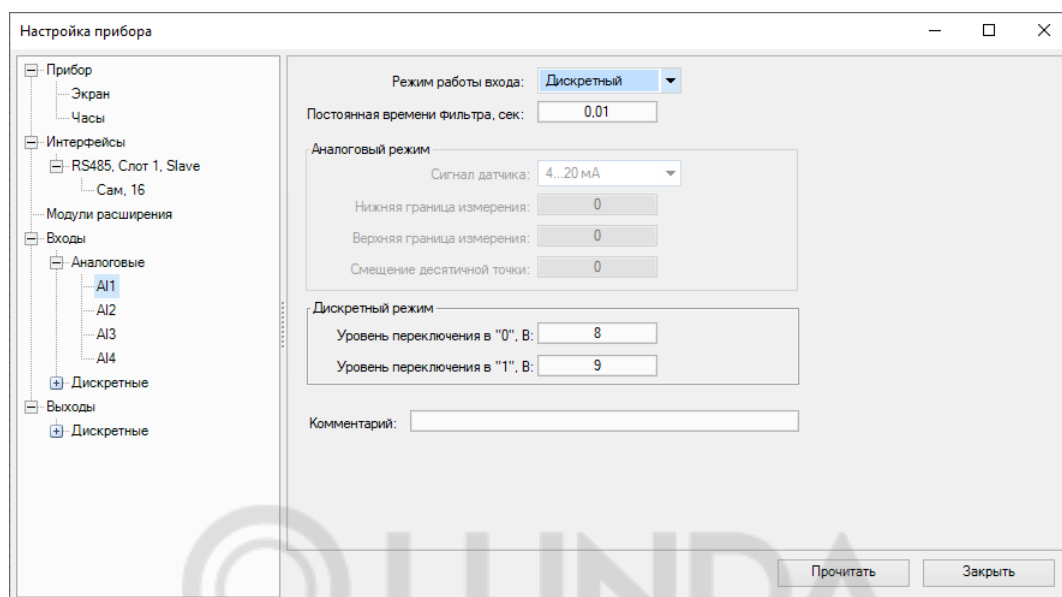 Настройка прибора
Прибор
Экран
Часы
Интерфейсы
RS485, Слот 1, Slave
Сам, 16
Модули расширения
Входы
Аналоговые
AI1
AI2
AI3
AI4
Дискретные
Выходы
Дискретные
Режим работы входа: Дискретный
Постоянная времени фильтра, сек: 0,01
Аналоговый режим
Сигнал датчика: 4...20 мА
Нижняя граница измерения: 0
Верхняя граница измерения: 0
Смещение десятичной точки: 0
Дискретный режим
Уровень переключения в "0", В: 8
Уровень переключения в "1", В: 9
Комментарий:
Прочитать Закрыть
LUNDA